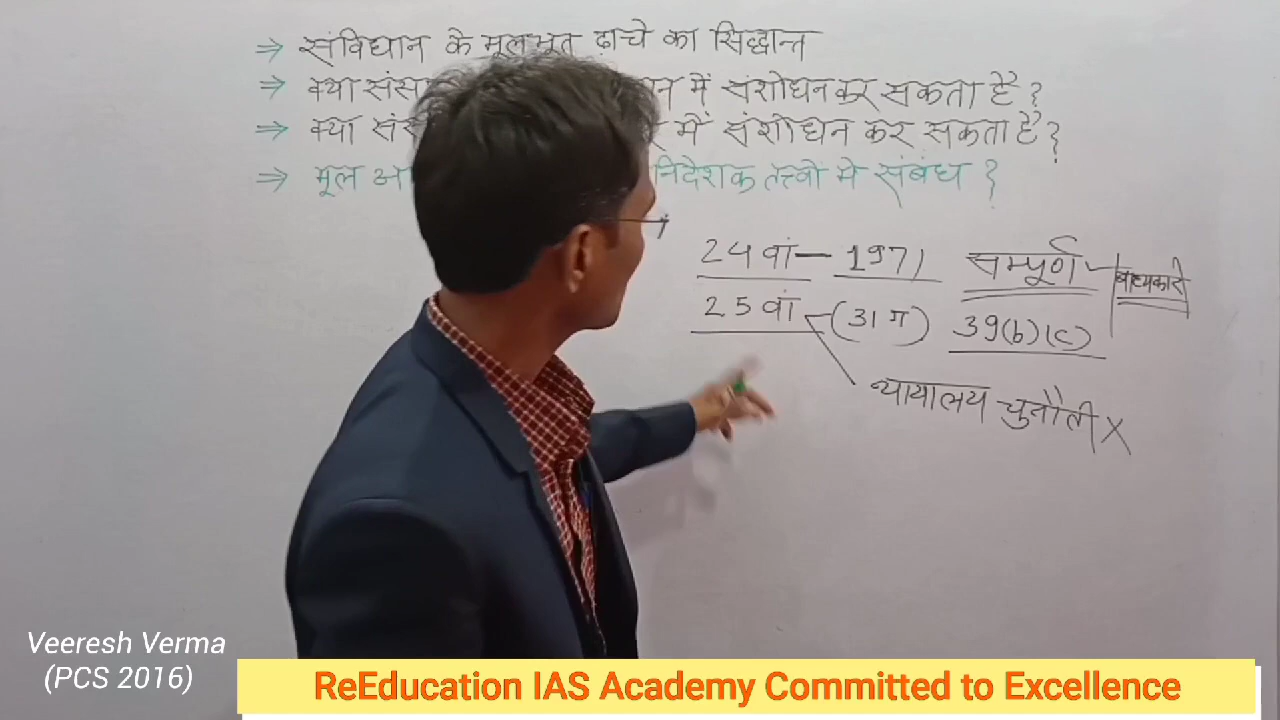 ⇒ संविधान के मूलभूत ढ़ाचे का सिद्धान्त
⇒ क्या में संशोधन कर सकता है ?
⇒ क्या में संशोधन कर सकता है ?
⇒ मूल निदेशक तत्त्वो मे संबंध ?
24 वां — 1971 सम्पूर्ण — बाध्यकारी
25 वां — (31 ग) 39(b)(c)
न्यायालय चुनौती X
Veeresh Verma
(PCS 2016)
ReEducation IAS Academy Committed to Excellence